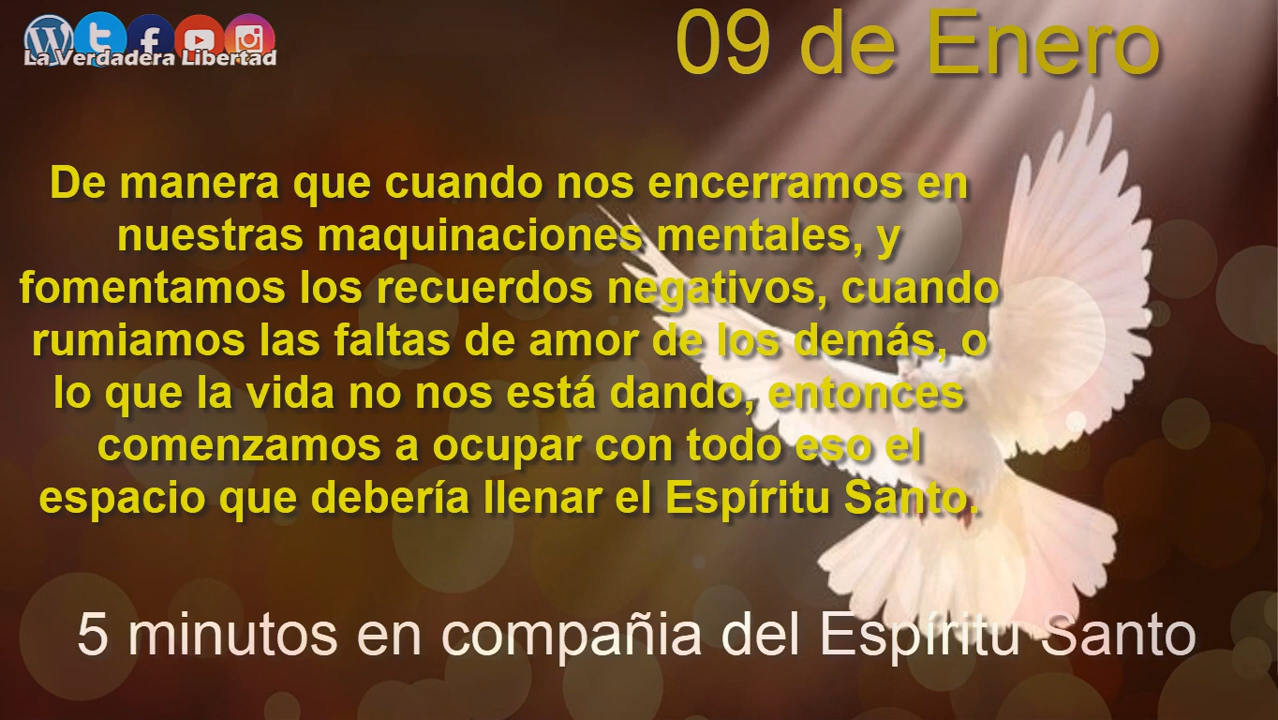 La Verdadera Libertad
09 de Enero
De manera que cuando nos encerramos en
nuestras maquinaciones mentales, y
fomentamos los recuerdos negativos, cuando
rumiamos las faltas de amor de los demás, o
lo que la vida no nos está dando, entonces
comenzamos a ocupar con todo eso el
espacio que debería llenar el Espíritu Santo.
5 minutos en compañia del Espíritu Santo